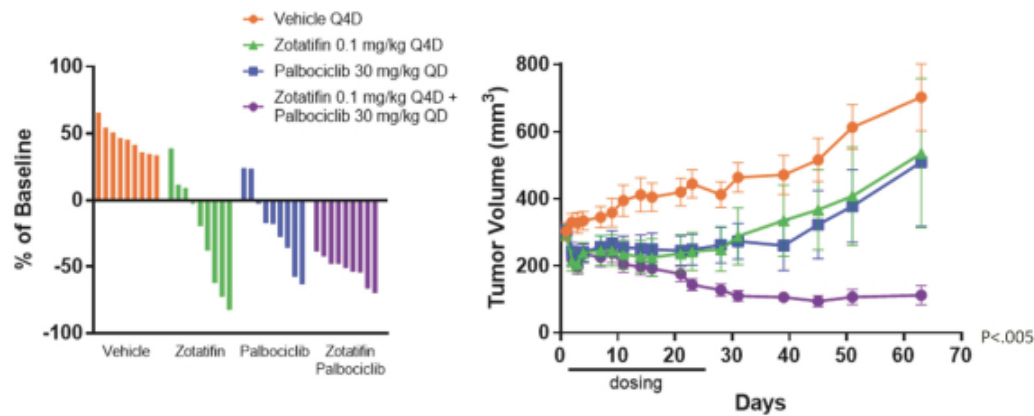 Vehicle Q4D
Zotatifin 0.1 mg/kg Q4D
Palbociclib 30 mg/kg QD
Zotatifin 0.1 mg/kg Q4D +
Palbociclib 30 mg/kg QD
% of Baseline
100
50
0
-50
-100
Vehicle
Zotatifin
Palbociclib
Zotatifin
Palbociclib
Tumor Volume (mm³)
800
600
400
200
0
0
10
20
30
40
50
60
70
dosing
Days
P<.005